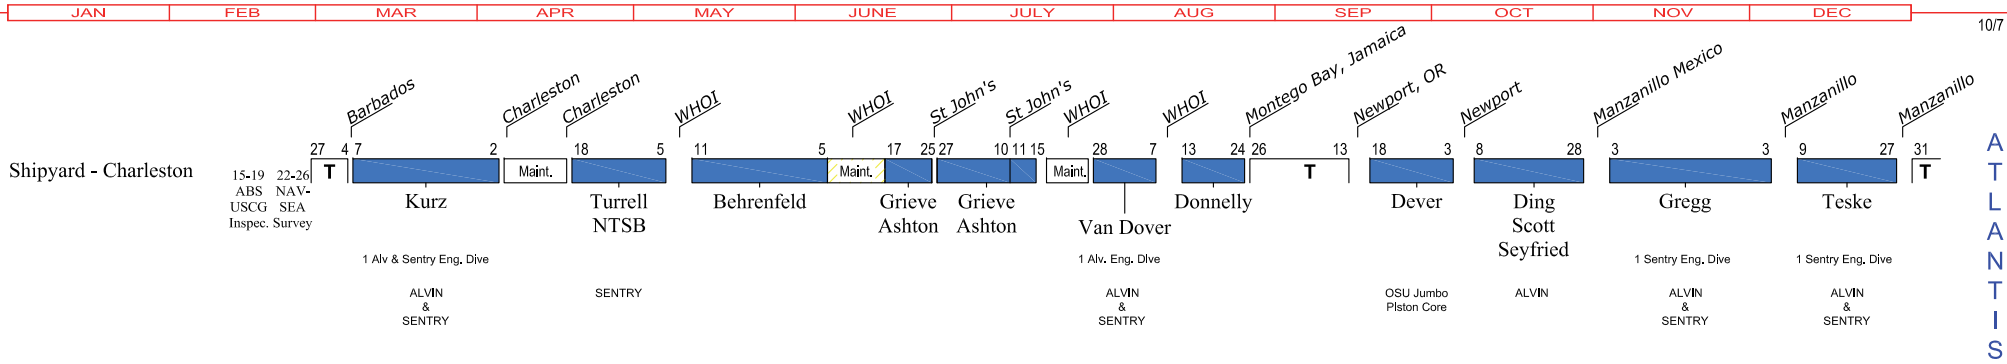 JAN FEB MAR APR MAY JUNE JULY AUG SEP OCT NOV DEC
10/7
Barbados Charleston Charleston WHOI WHOI St John's St John's WHOI WHOI Montego Bay, Jamaica Newport, OR Newport Manzanillo Mexico Manzanillo Manzanillo
27 4 7 2 18 5 11 5 17 25 27 10 11 15 28 7 13 24 26 13 18 3 8 28 3 3 9 27 31
Shipyard - Charleston T Maint. Maint. Maint. T T
15-19 22-26
ABS NAV-
USCG SEA
Inspec. Survey
Kurz
Turrell
NTSB
Behrenfeld
Grieve
Ashton
Grieve
Ashton
Van Dover
Donnelly
Dever
Ding
Scott
Seyfried
Gregg
Teske
1 Alv & Sentry Eng. Dive
1 Alv. Eng. Dive
1 Sentry Eng. Dive
1 Sentry Eng. Dive
ALVIN
&
SENTRY
SENTRY
ALVIN
&
SENTRY
OSU Jumbo
Piston Core
ALVIN
ALVIN
&
SENTRY
ALVIN
&
SENTRY
A
T
L
A
N
T
I
S